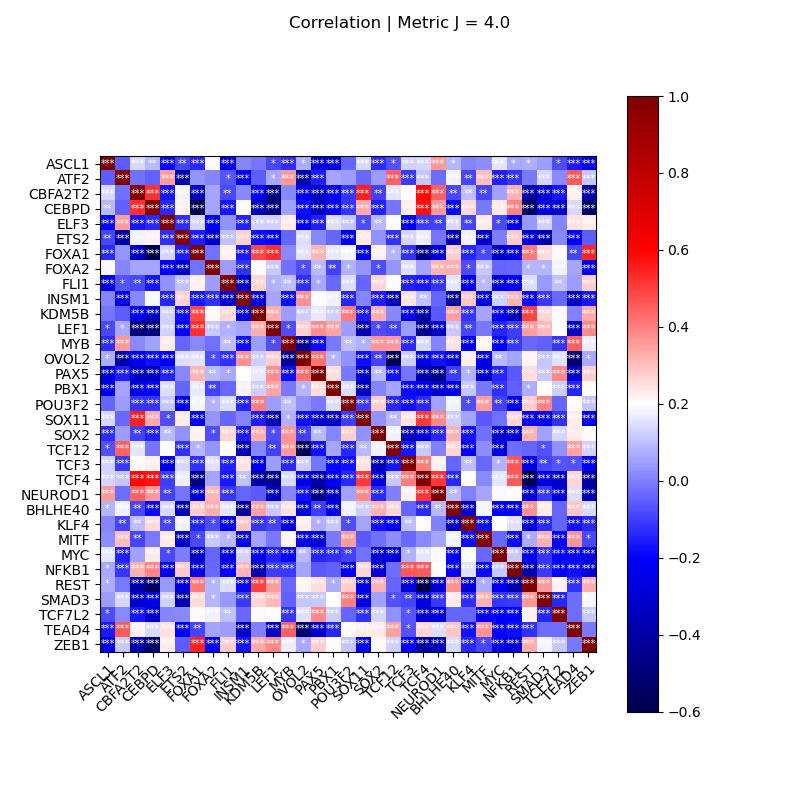 Correlation | Metric J = 4.0
ASCL1
ATF2
CBFA2T2
CEBPD
ELF3
ETS2
FOXA1
FOXA2
FLI1
INSM1
KDM5B
LEF1
MYB
OVOL2
PAX5
PBX1
POU3F2
SOX11
SOX2
TCF12
TCF3
TCF4
NEUROD1
BHLHE40
KLF4
MITF
MYC
NFKB1
REST
SMAD3
TCF7L2
TEAD4
ZEB1
ASCL1
ATF2
CBFA2T2
CEBPD
ELF3
ETS2
FOXA1
FOXA2
FLI1
INSM1
KDM5B
LEF1
MYB
OVOL2
PAX5
PBX1
POU3F2
SOX11
SOX2
TCF12
TCF3
TCF4
NEUROD1
BHLHE40
KLF4
MITF
MYC
NFKB1
REST
SMAD3
TCF7L2
TEAD4
ZEB1
1.0
0.8
0.6
0.4
0.2
0.0
−0.2
−0.4
−0.6